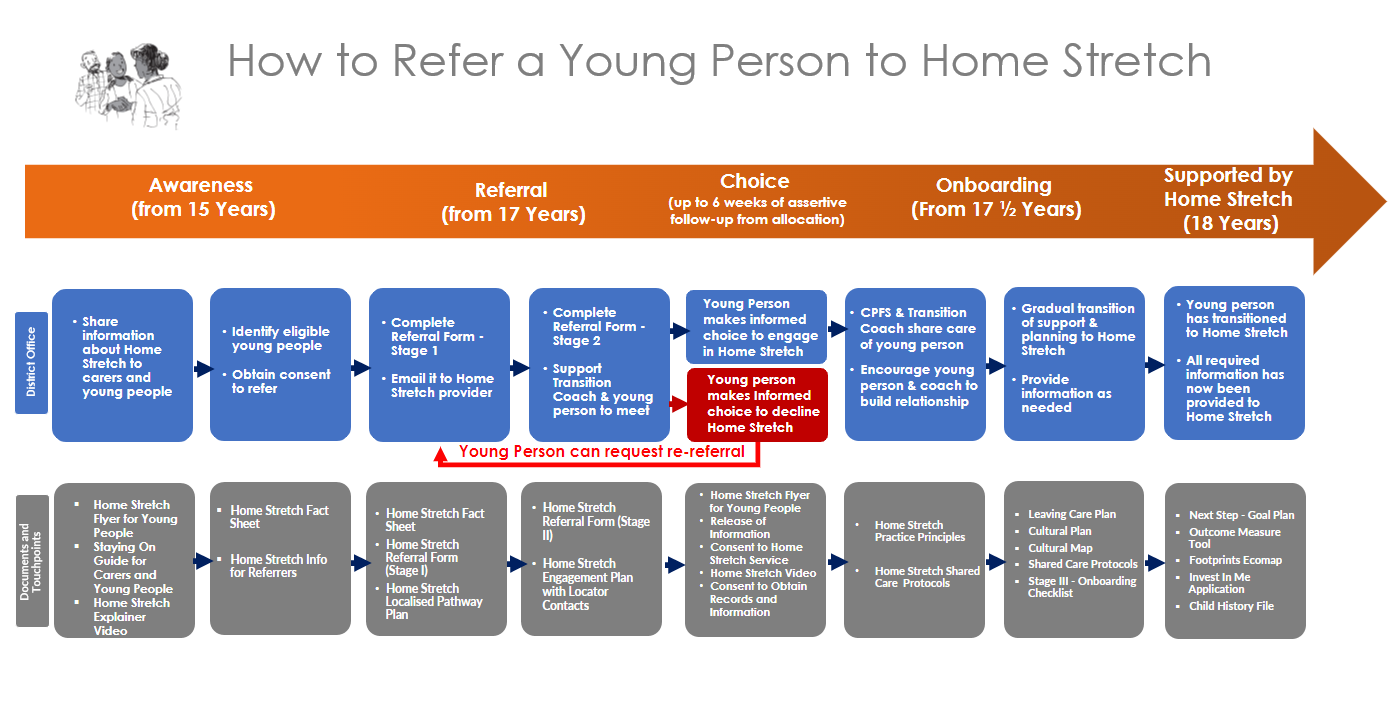 How to Refer a Young Person to Home Stretch
Awareness
(from 15 Years)
Referral
(from 17 Years)
Choice
(up to 6 weeks of assertive
follow-up from allocation)
Onboarding
(From 17 ½ Years)
Supported by
Home Stretch
(18 Years)
District Office
• Share
information
about Home
Stretch to
carers and
young people
• Identify eligible
young people
• Obtain consent
to refer
• Complete
Referral Form -
Stage 1
• Email it to Home
Stretch provider
• Complete
Referral Form -
Stage 2
• Support
Transition
Coach & young
person to meet
Young Person
makes informed
choice to engage
in Home Stretch
Young person
makes Informed
choice to decline
Home Stretch
• CPFS & Transition
Coach share care
of young person
• Encourage young
person & coach to
build relationship
• Gradual transition
of support &
planning to Home
Stretch
• Provide
information as
needed
• Young person
has transitioned
to Home Stretch
• All required
information has
now been
provided to
Home Stretch
Young Person can request re-referral
Documents and
Touchpoints
▪ Home Stretch
Flyer for Young
People
▪ Staying On
Guide for
Carers and
Young People
▪ Home Stretch
Explainer
Video
▪ Home Stretch Fact
Sheet
▪ Home Stretch Info
for Referrers
• Home Stretch Fact
Sheet
• Home Stretch
Referral Form
(Stage I)
• Home Stretch
Localised Pathway
Plan
• Home Stretch
Referral Form (Stage
II)
• Home Stretch
Engagement Plan
with Locator
Contacts
• Home Stretch Flyer
for Young People
• Release of
Information
• Consent to Home
Stretch Service
• Home Stretch Video
• Consent to Obtain
Records and
Information
• Home Stretch
Practice Principles
• Home Stretch Shared
Care Protocols
▪ Leaving Care Plan
▪ Cultural Plan
▪ Cultural Map
▪ Shared Care Protocols
▪ Stage III - Onboarding
Checklist
▪ Next Step - Goal Plan
▪ Outcome Measure
Tool
▪ Footprints Ecomap
▪ Invest In Me
Application
▪ Child History File